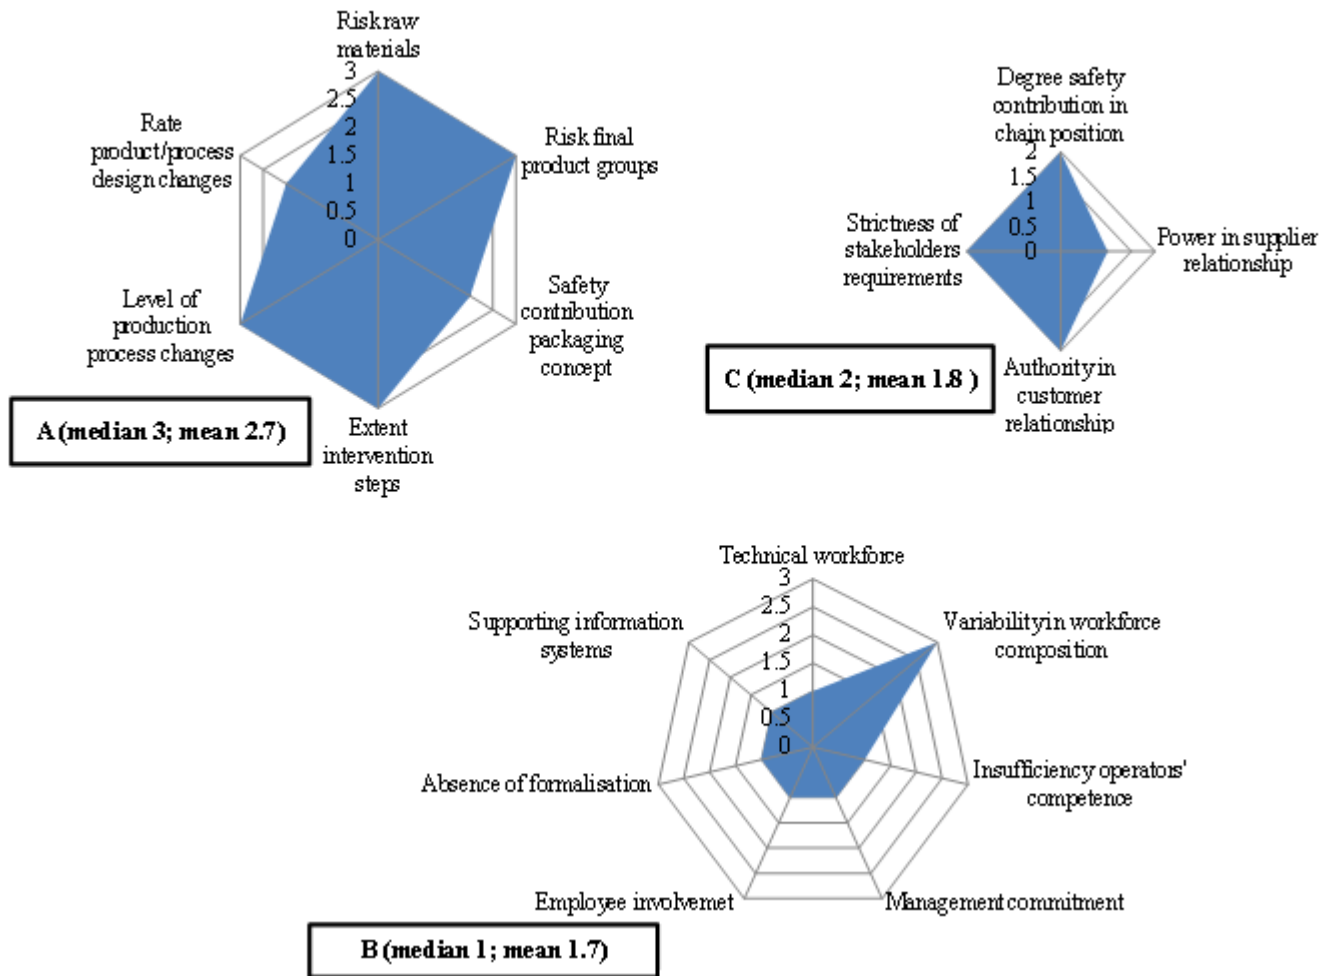 Risk raw
materials
3
2.5
2
1.5
1
0.5
0
Rate
product/process
design changes
Risk final
product groups
Level of
production
process changes
Safety
contribution
packaging
concept
Extent
intervention
steps
A (median 3; mean 2.7)
Degree safety
contribution in
chain position
2
1.5
1
0.5
0
Strictness of
stakeholders
requirements
Power in supplier
relationship
Authority in
customer
relationship
C (median 2; mean 1.8 )
Technical workforce
3
2.5
2
1.5
1
0.5
0
Supporting information
systems
Variability in workforce
composition
Absence of formalisation
Insufficiency operators'
competence
Employee involvemet
Management commitment
B (median 1; mean 1.7)